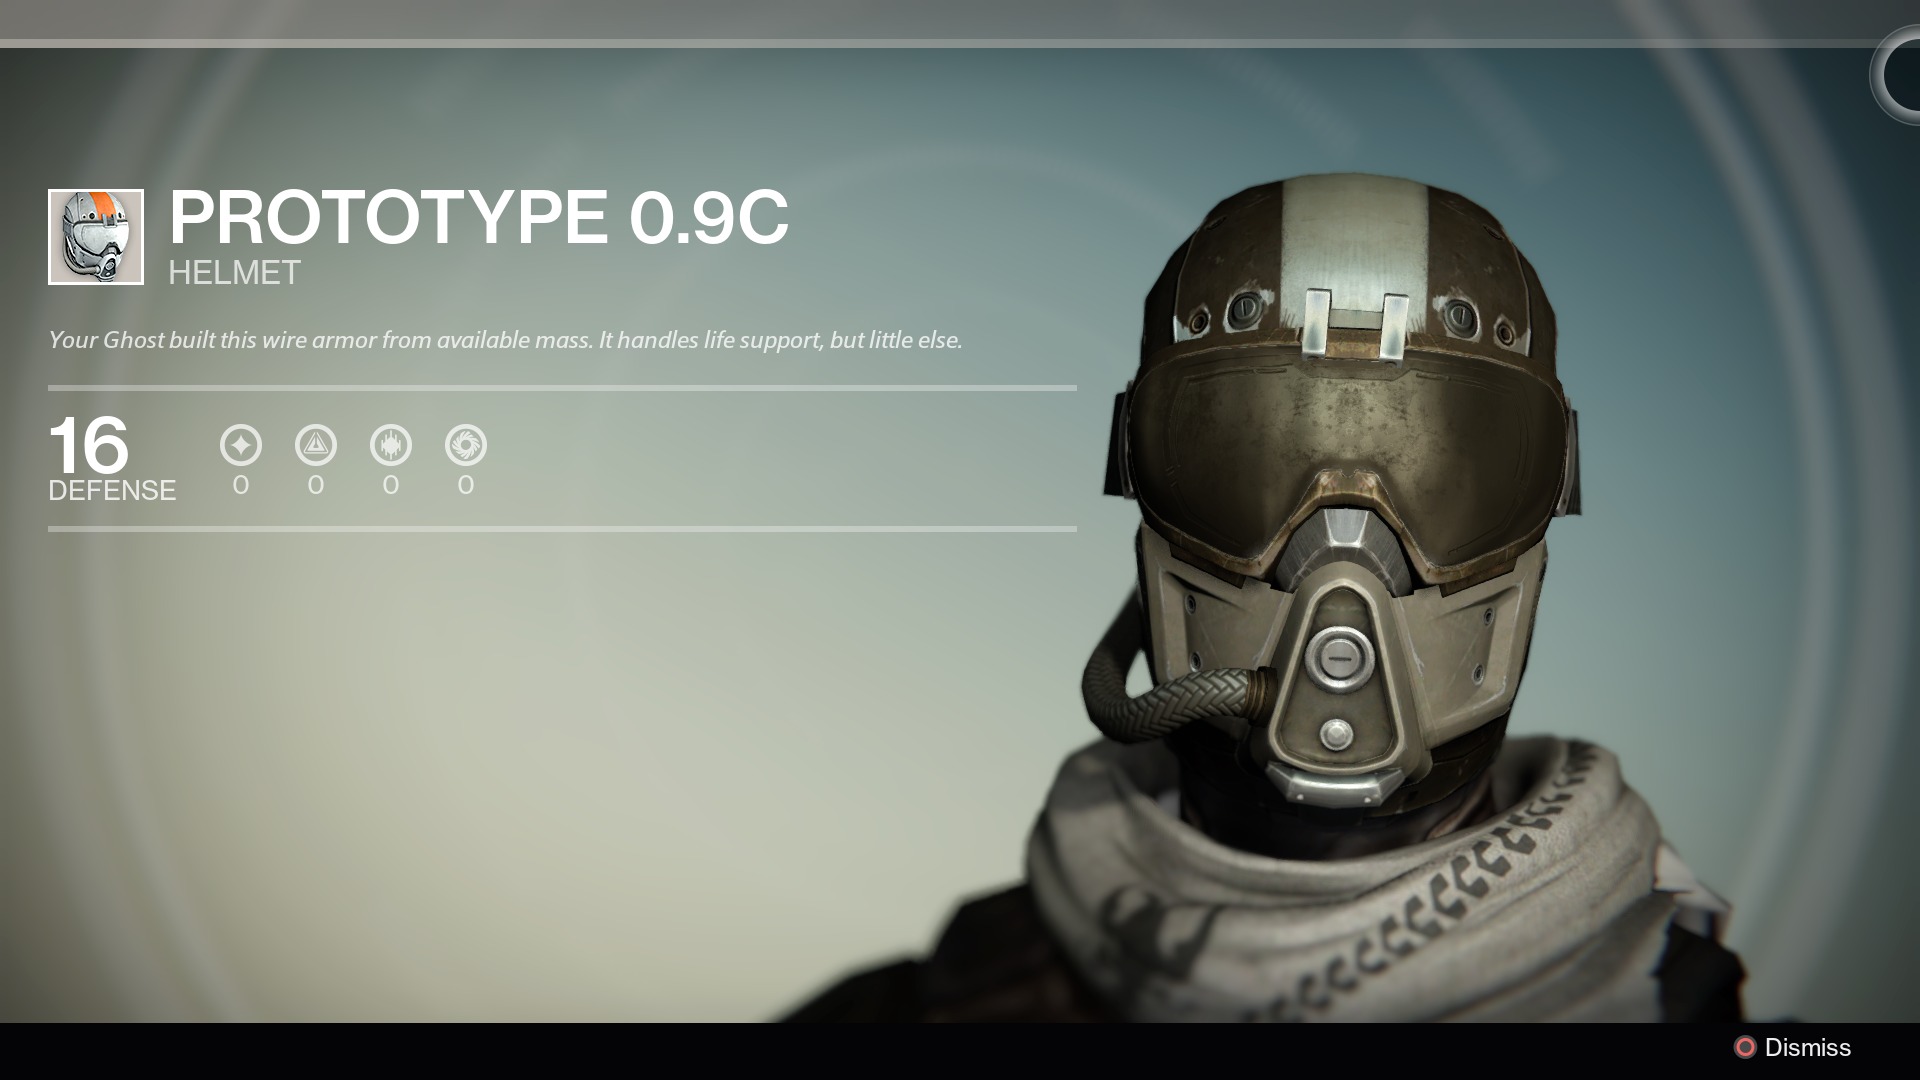 PROTOTYPE 0.9C
HELMET
Your Ghost built this wire armor from available mass. It handles life support, but little else.
16
DEFENSE
0 0 0 0
Dismiss